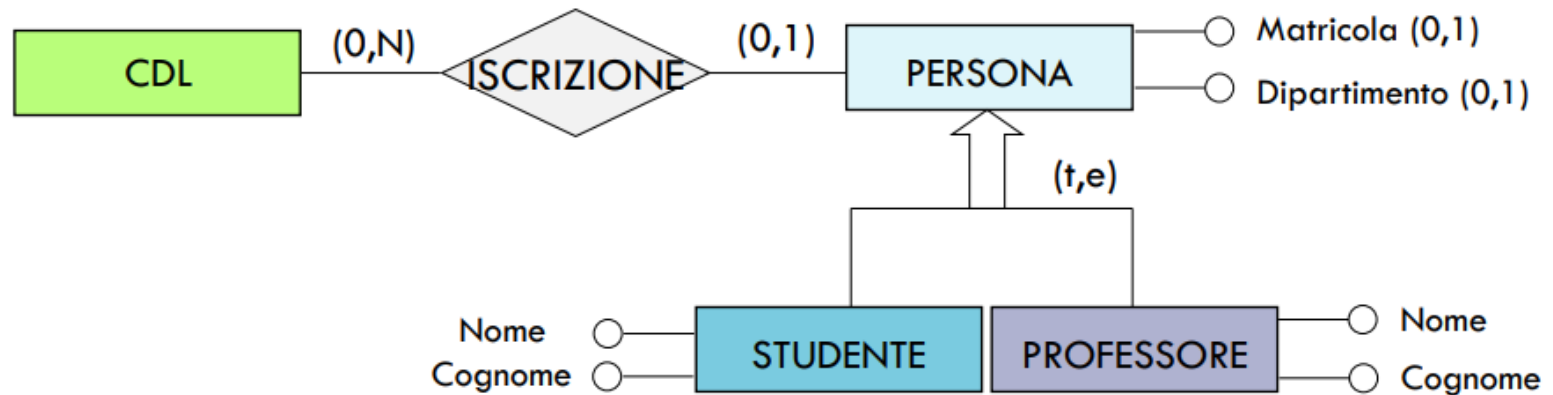 CDL
(0,N)
ISCRIZIONE
(0,1)
PERSONA
Matricola (0,1)
Dipartimento (0,1)
(t,e)
Nome
Cognome
STUDENTE
PROFESSORE
Nome
Cognome